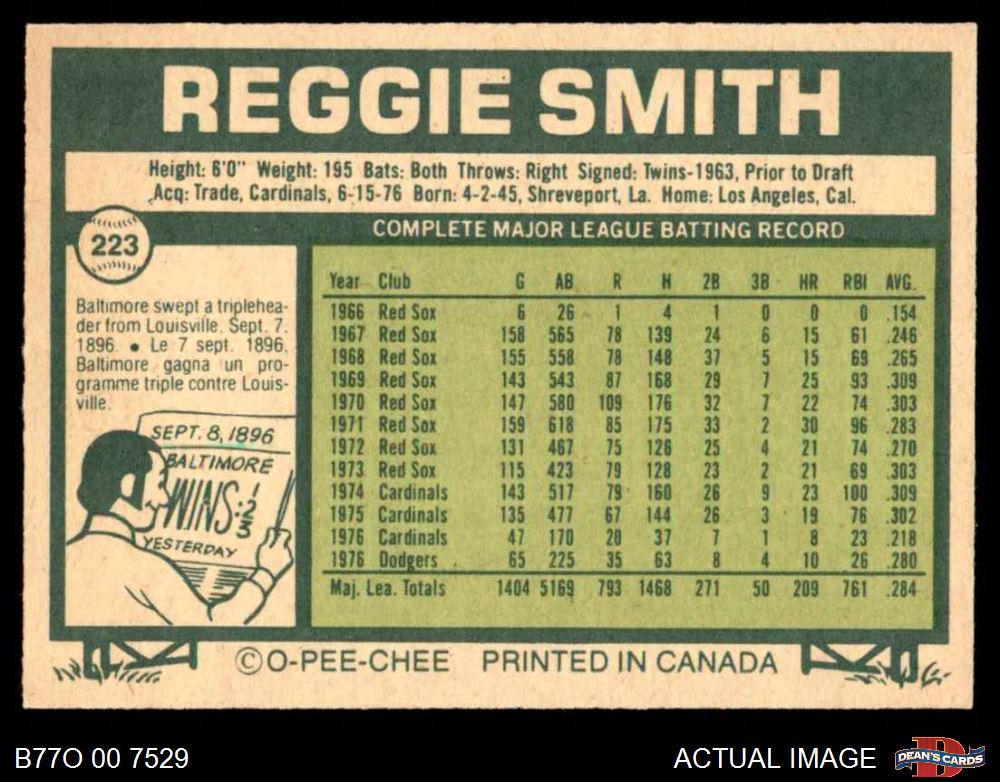 REGGIE SMITH
Height: 6'0" Weight: 195 Bats: Both Throws: Right Signed: Twins-1963, Prior to Draft
Acq: Trade, Cardinals, 6-15-76 Born: 4-2-45, Shreveport, La. Home: Los Angeles, Cal.
223
COMPLETE MAJOR LEAGUE BATTING RECORD
Baltimore swept a triplehea-
der from Louisville, Sept. 7,
1896. • Le 7 sept. 1896,
Baltimore gagna un pro-
gramme triple contre Louis-
ville.
SEPT. 8, 1896
BALTIMORE
WINS: 1
2
3
YESTERDAY
Year Club G AB R H 2B 3B HR RBI AVG.
1966 Red Sox 6 26 1 4 1 0 0 0 .154
1967 Red Sox 158 565 78 139 24 6 15 61 .246
1968 Red Sox 155 558 78 148 37 5 15 69 .265
1969 Red Sox 143 543 87 168 29 7 25 93 .309
1970 Red Sox 147 580 109 176 32 7 22 74 .303
1971 Red Sox 159 618 85 175 33 2 30 96 .283
1972 Red Sox 131 467 75 126 25 4 21 74 .270
1973 Red Sox 115 423 79 128 23 2 21 69 .303
1974 Cardinals 143 517 79 160 26 9 23 100 .309
1975 Cardinals 135 477 67 144 26 3 19 76 .302
1976 Cardinals 47 170 20 37 7 1 8 23 .218
1976 Dodgers 65 225 35 63 8 4 10 26 .280
Maj. Lea. Totals 1404 5169 793 1468 271 50 209 761 .284
© O-PEE-CHEE PRINTED IN CANADA
B77O 00 7529
ACTUAL IMAGE
D
DEAN'S CARDS